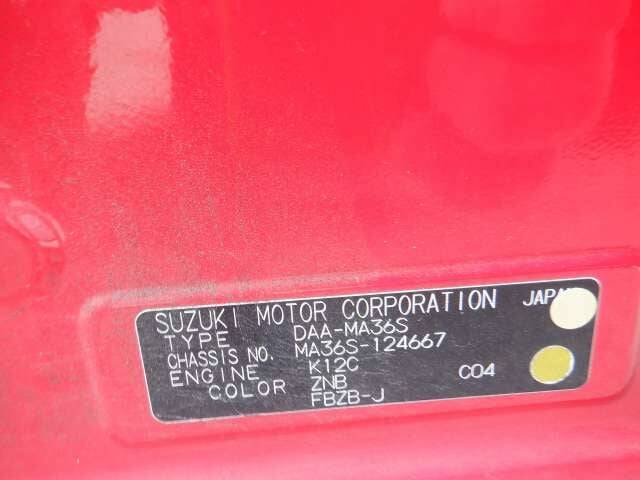 SUZUKI MOTOR CORPORATION JAPAN
TYPE DAA-MA36S
CHASSIS NO. MA36S-124667
ENGINE K12C C04
COLOR ZNB
FBZB-J